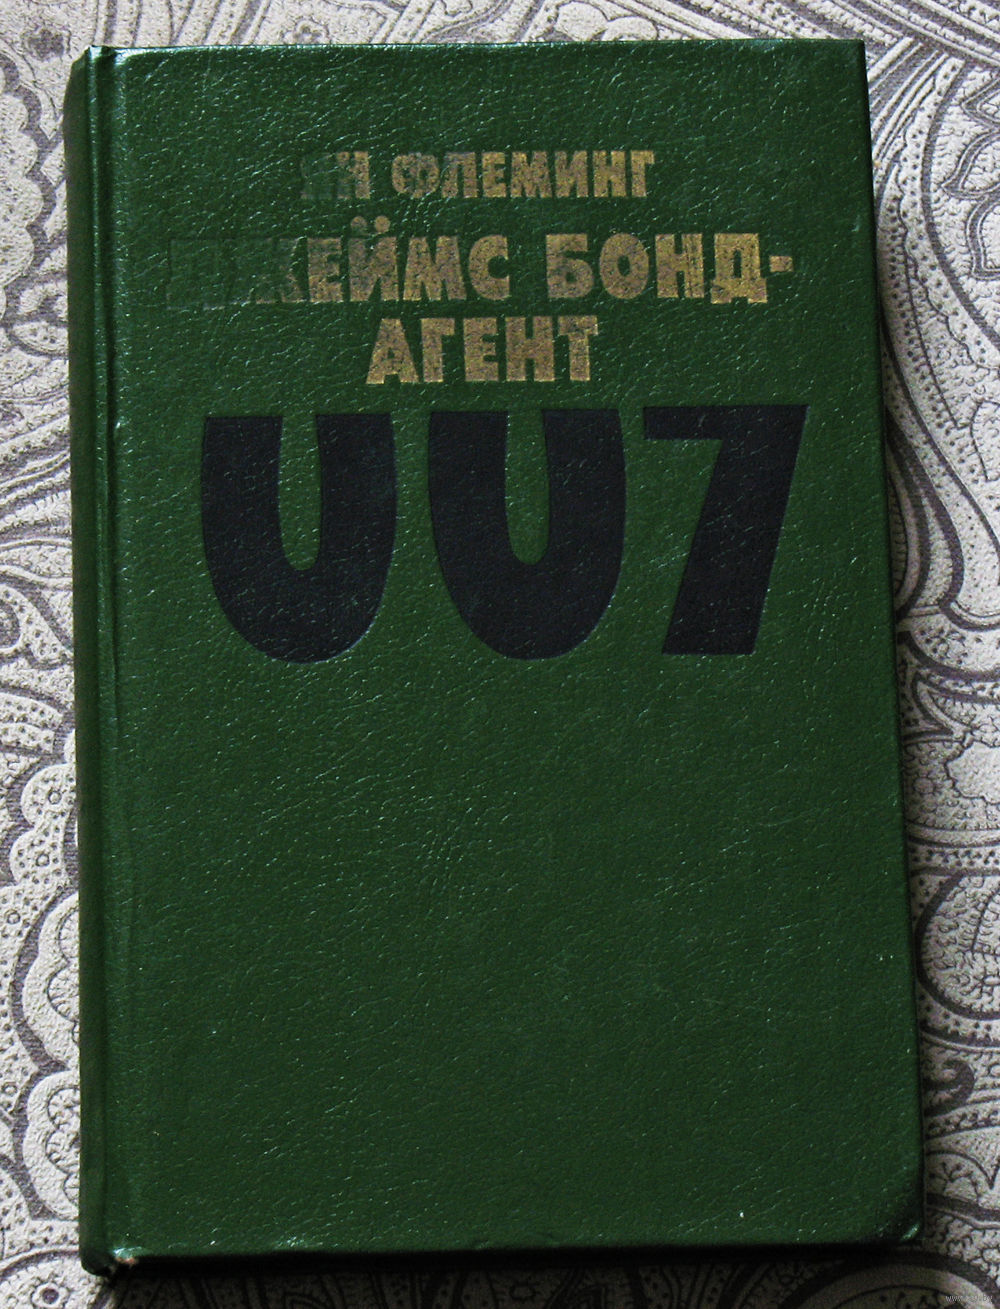 ЯН ФЛЕМИНГ
ДЖЕЙМС БОНД-
АГЕНТ
007